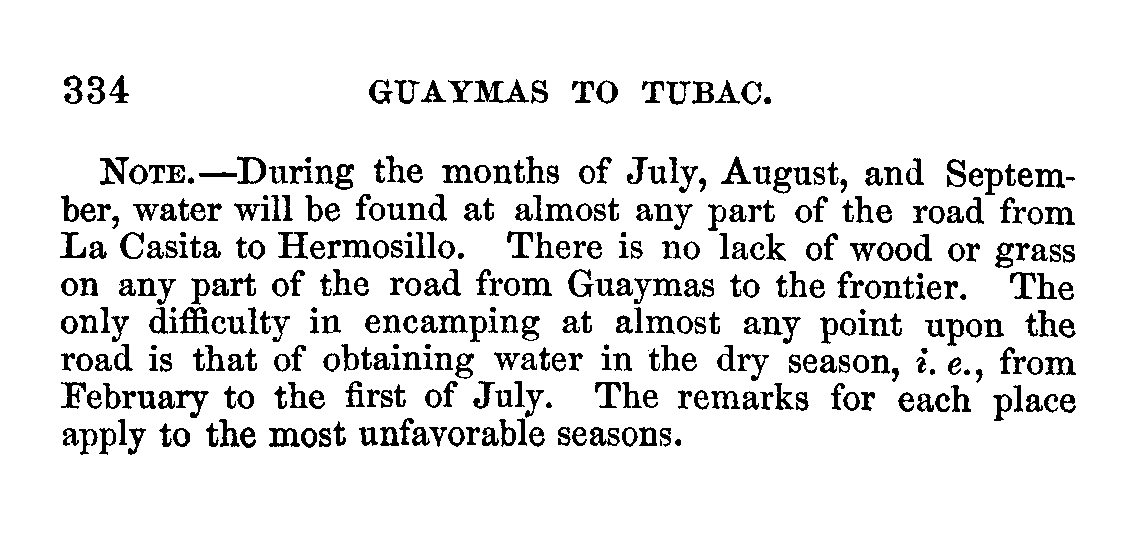 334 GUAYMAS TO TUBAC.
NOTE.—During the months of July, August, and Septem-
ber, water will be found at almost any part of the road from
La Casita to Hermosillo. There is no lack of wood or grass
on any part of the road from Guaymas to the frontier. The
only difficulty in encamping at almost any point upon the
road is that of obtaining water in the dry season, i. e., from
February to the first of July. The remarks for each place
apply to the most unfavorable seasons.